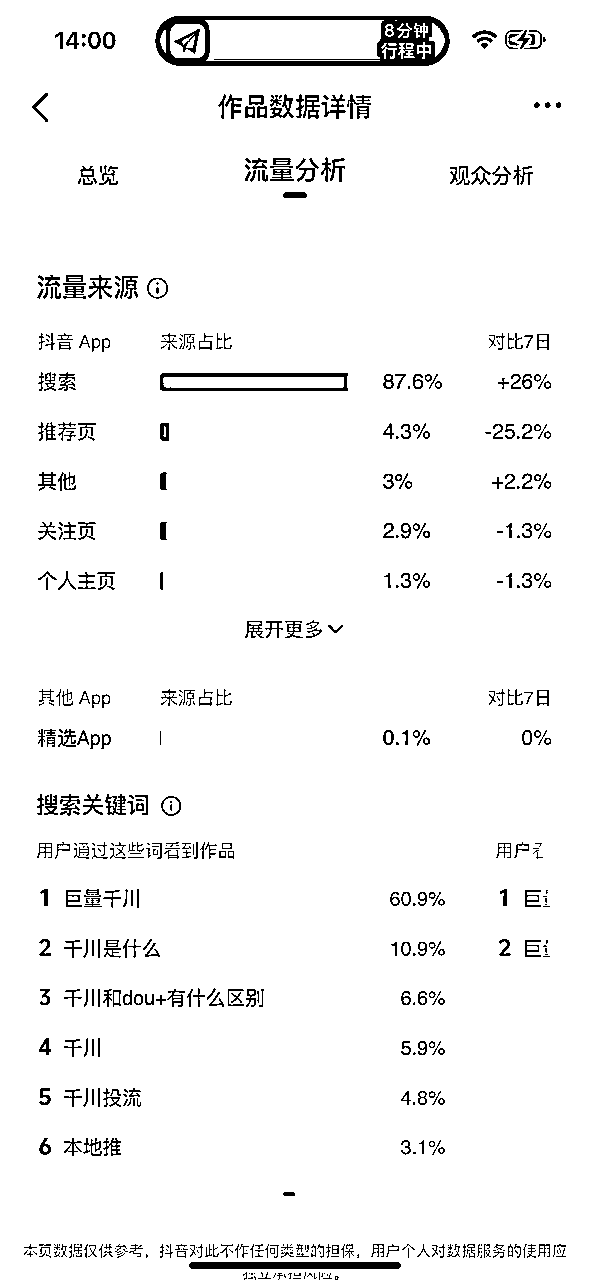 14:00
8分钟
行程中
作品数据详情
总览 流量分析 观众分析
流量来源
抖音 App 来源占比 对比7日
搜索 87.6% +26%
推荐页 4.3% -25.2%
其他 3% +2.2%
关注页 2.9% -1.3%
个人主页 1.3% -1.3%
展开更多
其他 App 来源占比 对比7日
精选App 0.1% 0%
搜索关键词
用户通过这些词看到作品 用户
1 巨量千川 60.9% 1 巨
2 千川是什么 10.9% 2 巨
3 千川和dou+有什么区别 6.6%
4 千川 5.9%
5 千川投流 4.8%
6 本地推 3.1%
本页数据仅供参考，抖音对此不作任何类型的担保，用户个人对数据服务的使用应
独立承担风险。